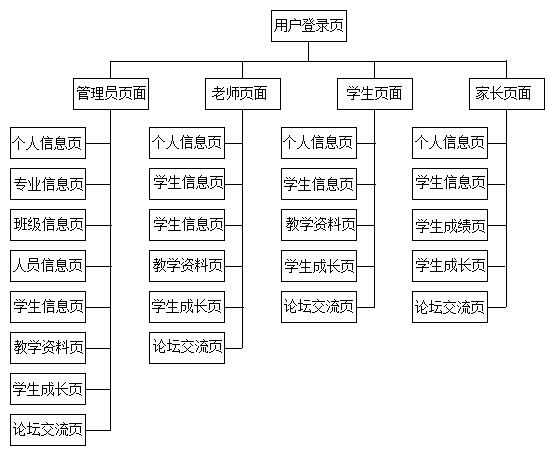 用户登录页
管理员页面
老师页面
学生页面
家长页面
个人信息页
专业信息页
班级信息页
人员信息页
学生信息页
教学资料页
学生成长页
论坛交流页
个人信息页
学生信息页
学生信息页
教学资料页
学生成长页
论坛交流页
个人信息页
学生信息页
教学资料页
学生成长页
论坛交流页
个人信息页
学生信息页
学生成绩页
学生成长页
论坛交流页